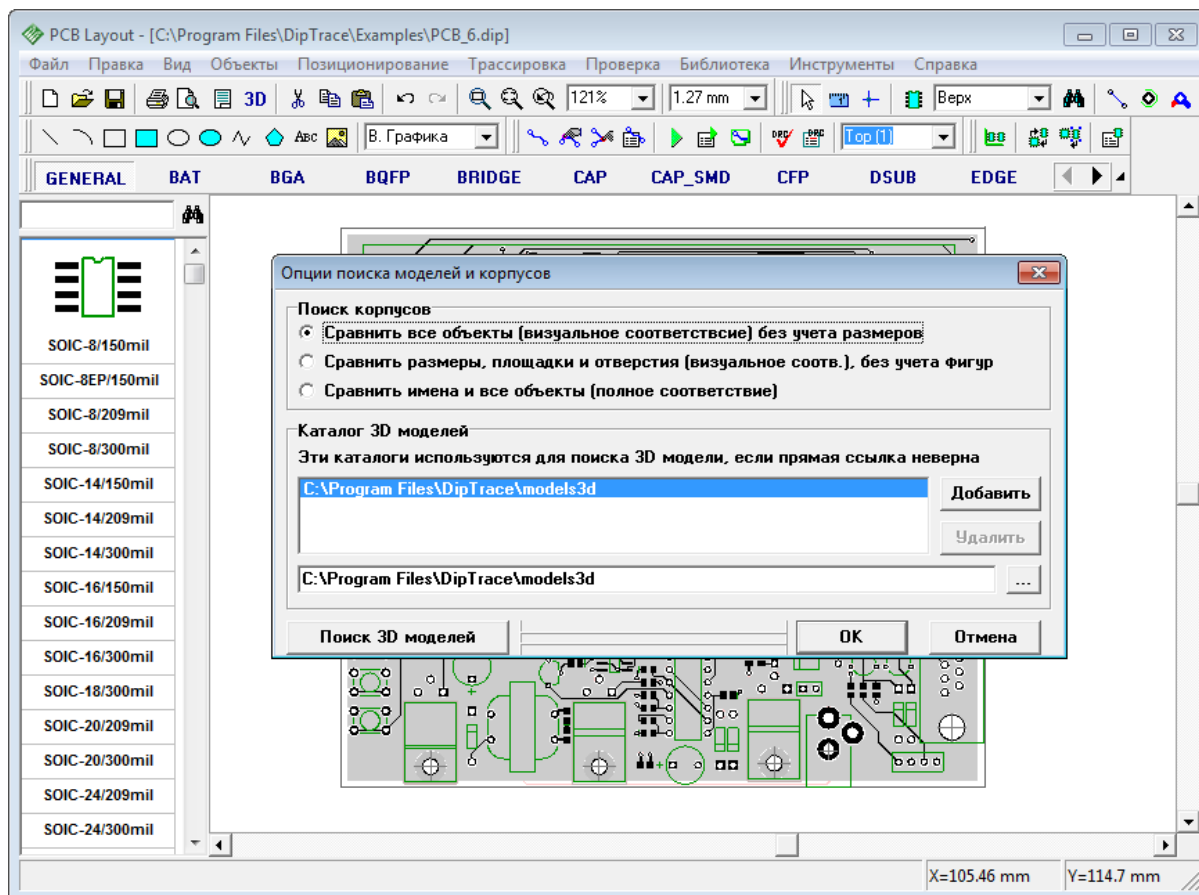 PCB Layout - [C:\Program Files\DipTrace\Examples\PCB_6.dip]
Файл Правка Вид Объекты Позиционирование Трассировка Проверка Библиотека Инструменты Справка
3D 121% 1.27 mm Верх
ABC В. Графика DRC DRC Top (1)
GENERAL BAT BGA BQFP BRIDGE CAP CAP_SMD CFP DSUB EDGE
SOIC-8/150mil
SOIC-8EP/150mil
SOIC-8/209mil
SOIC-8/300mil
SOIC-14/150mil
SOIC-14/209mil
SOIC-14/300mil
SOIC-16/150mil
SOIC-16/209mil
SOIC-16/300mil
SOIC-18/300mil
SOIC-20/209mil
SOIC-20/300mil
SOIC-24/209mil
SOIC-24/300mil
Опции поиска моделей и корпусов
Поиск корпусов
Сравнить все объекты (визуальное соответствсие) без учета размеров
Сравнить размеры, площадки и отверстия (визуальное соотв.), без учета фигур
Сравнить имена и все объекты (полное соответствие)
Каталог 3D моделей
Эти каталоги используются для поиска 3D модели, если прямая ссылка неверна
C:\Program Files\DipTrace\models3d
Добавить
Удалить
C:\Program Files\DipTrace\models3d
...
Поиск 3D моделей OK Отмена
X=105.46 mm Y=114.7 mm